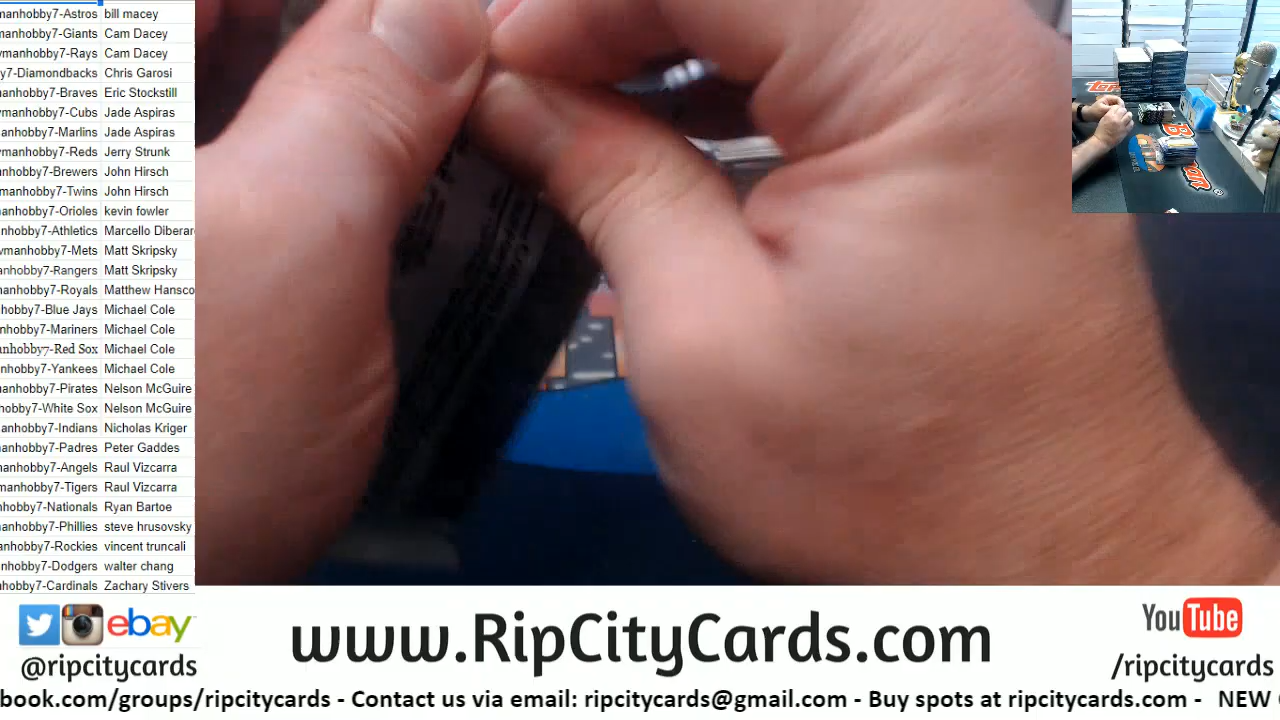 manhobby7-Astros bill macey
manhobby7-Giants Cam Dacey
ymanhobby7-Rays Cam Dacey
y7-Diamondbacks Chris Garosi
anhobby7-Braves Eric Stockstill
ymanhobby7-Cubs Jade Aspiras
anhobby7-Marlins Jade Aspiras
manhobby7-Reds Jerry Strunk
anhobby7-Brewers John Hirsch
manhobby7-Twins John Hirsch
anhobby7-Orioles kevin fowler
nhobby7-Athletics Marcello Diberar
ymanhobby7-Mets Matt Skripsky
anhobby7-Rangers Matt Skripsky
manhobby7-Royals Matthew Hansco
hobby7-Blue Jays Michael Cole
nhobby7-Mariners Michael Cole
anhobby7-Red Sox Michael Cole
nhobby7-Yankees Michael Cole
manhobby7-Pirates Nelson McGuire
hobby7-White Sox Nelson McGuire
anhobby7-Indians Nicholas Kriger
manhobby7-Padres Peter Gaddes
manhobby7-Angels Raul Vizcarra
manhobby7-Tigers Raul Vizcarra
nhobby7-Nationals Ryan Bartoe
anhobby7-Phillies steve hrusovsky
anhobby7-Rockies vincent truncali
anhobby7-Dodgers walter chang
hobby7-Cardinals Zachary Stivers
ebay
@ripcitycards
www.RipCityCards.com
YouTube
/ripcitycards
book.com/groups/ripcitycards - Contact us via email: ripcitycards@gmail.com - Buy spots at ripcitycards.com - NEW